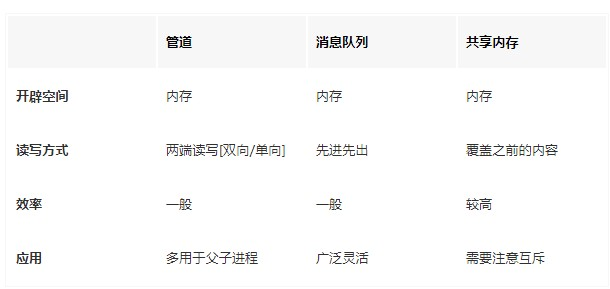 管道 消息队列 共享内存
开辟空间 内存 内存 内存
读写方式 两端读写[双向/单向] 先进先出 覆盖之前的内容
效率 一般 一般 较高
应用 多用于父子进程 广泛灵活 需要注意互斥